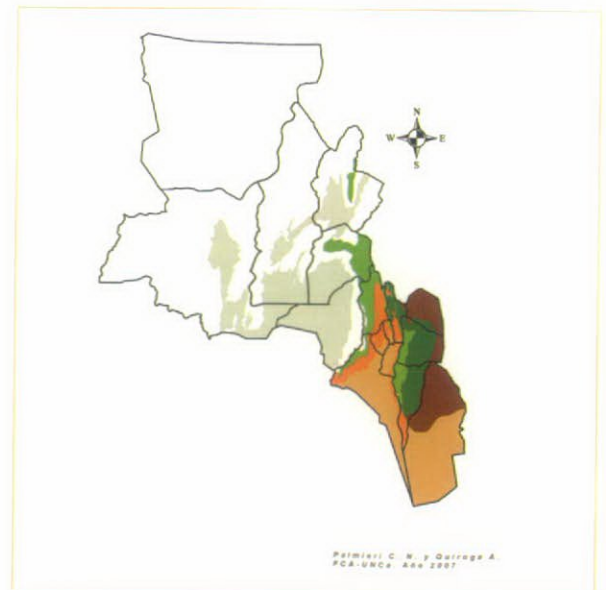 N
W E
S
Palmieri C. N. y Quiroga A.
FCA-UNCa. Año 2007